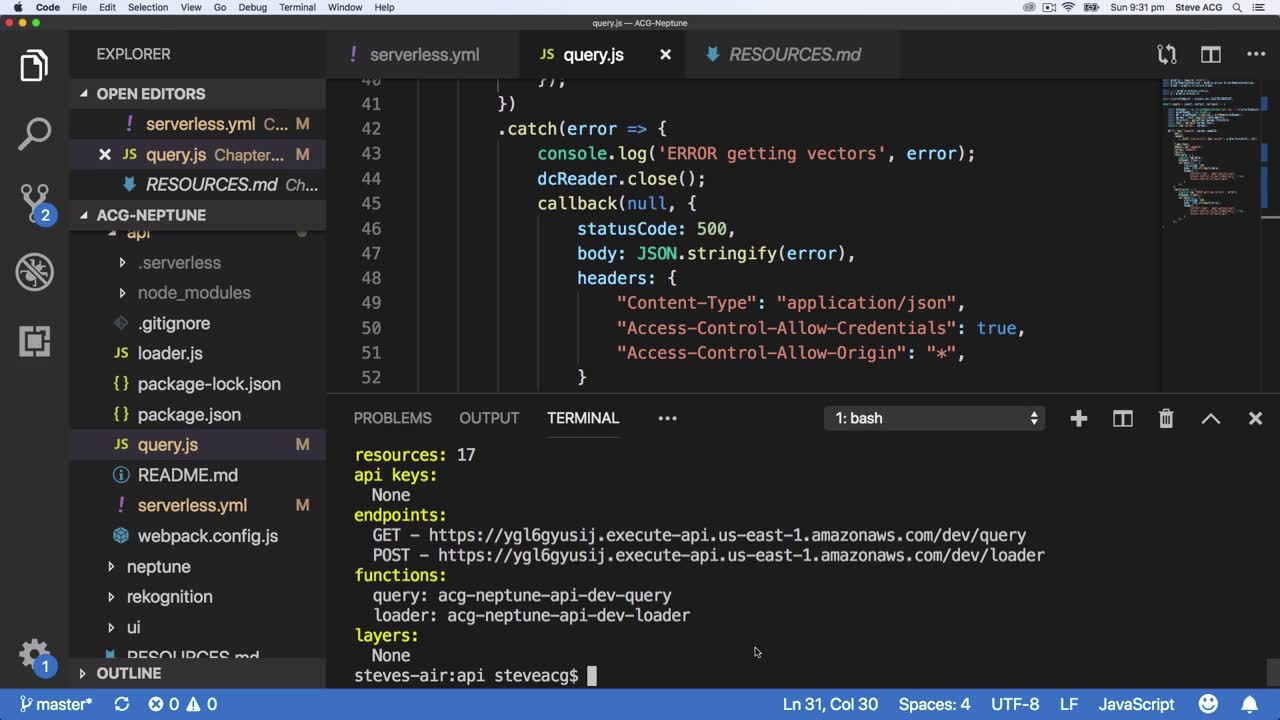 Code File Edit Selection View Go Debug Terminal Window Help Sun 9:31 pm Steve ACG
query.js — ACG-Neptune
EXPLORER
OPEN EDITORS
! serverless.yml C... M
JS query.js Chapter... M
RESOURCES.md Ch...
ACG-NEPTUNE
api
.serverless
node_modules
.gitignore
JS loader.js
{} package-lock.json
{} package.json
JS query.js M
README.md
! serverless.yml M
webpack.config.js
neptune
rekognition
ui
RESOURCES.md
OUTLINE
2
1
! serverless.yml
JS query.js
RESOURCES.md
40 });
41 })
42 .catch(error => {
43 console.log('ERROR getting vectors', error);
44 dcReader.close();
45 callback(null, {
46 statusCode: 500,
47 body: JSON.stringify(error),
48 headers: {
49 "Content-Type": "application/json",
50 "Access-Control-Allow-Credentials": true,
51 "Access-Control-Allow-Origin": "*",
52 }
PROBLEMS OUTPUT TERMINAL ••• 1: bash
resources: 17
api keys:
None
endpoints:
GET - https://ygl6gyusij.execute-api.us-east-1.amazonaws.com/dev/query
POST - https://ygl6gyusij.execute-api.us-east-1.amazonaws.com/dev/loader
functions:
query: acg-neptune-api-dev-query
loader: acg-neptune-api-dev-loader
layers:
None
steves-air:api steveacg$
master* 0 0 Ln 31, Col 30 Spaces: 4 UTF-8 LF JavaScript